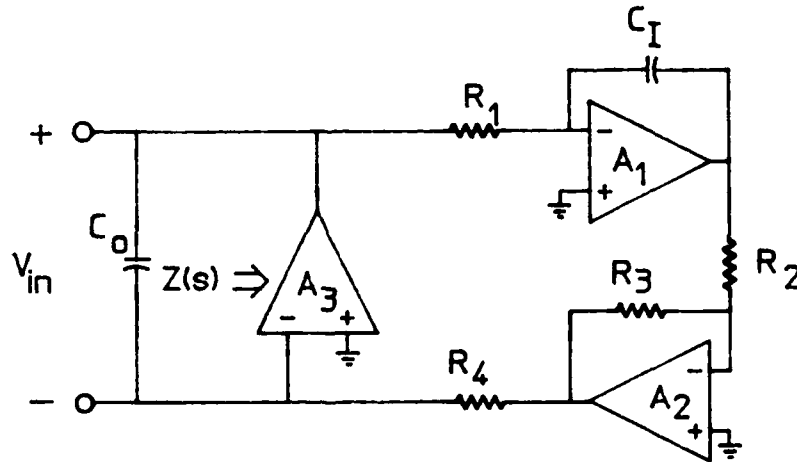 C_I
R_1
+
-
A_1
+
C_o
V_in
Z(s) ⇒
A_3
- +
R_3
R_2
R_4
-
A_2
+
-